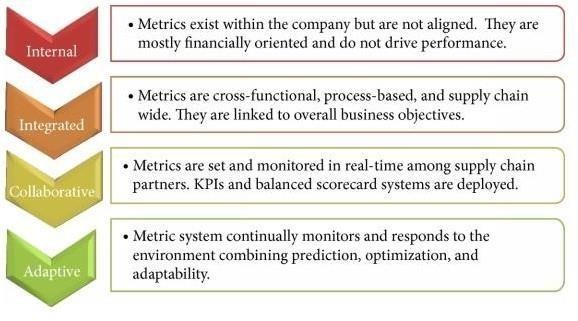 Internal
• Metrics exist within the company but are not aligned.  They are
mostly financially oriented and do not drive performance.
Integrated
• Metrics are cross-functional, process-based, and supply chain
wide. They are linked to overall business objectives.
Collaborative
• Metrics are set and monitored in real-time among supply chain
partners. KPIs and balanced scorecard systems are deployed.
Adaptive
• Metric system continually monitors and responds to the
environment combining prediction, optimization, and
adaptability.